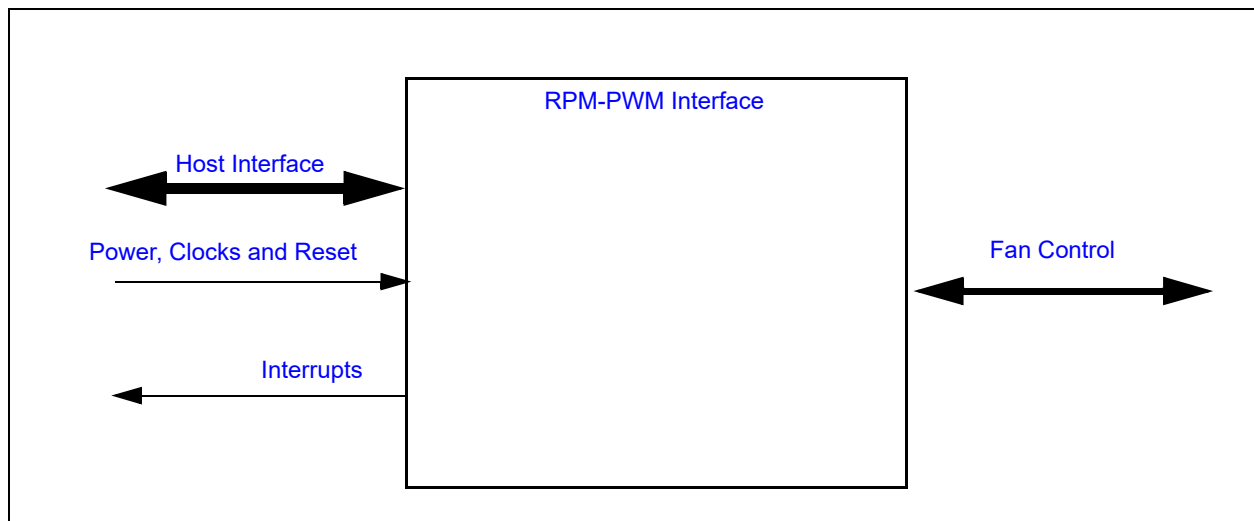 RPM-PWM Interface
Host Interface
Power, Clocks and Reset
Fan Control
Interrupts